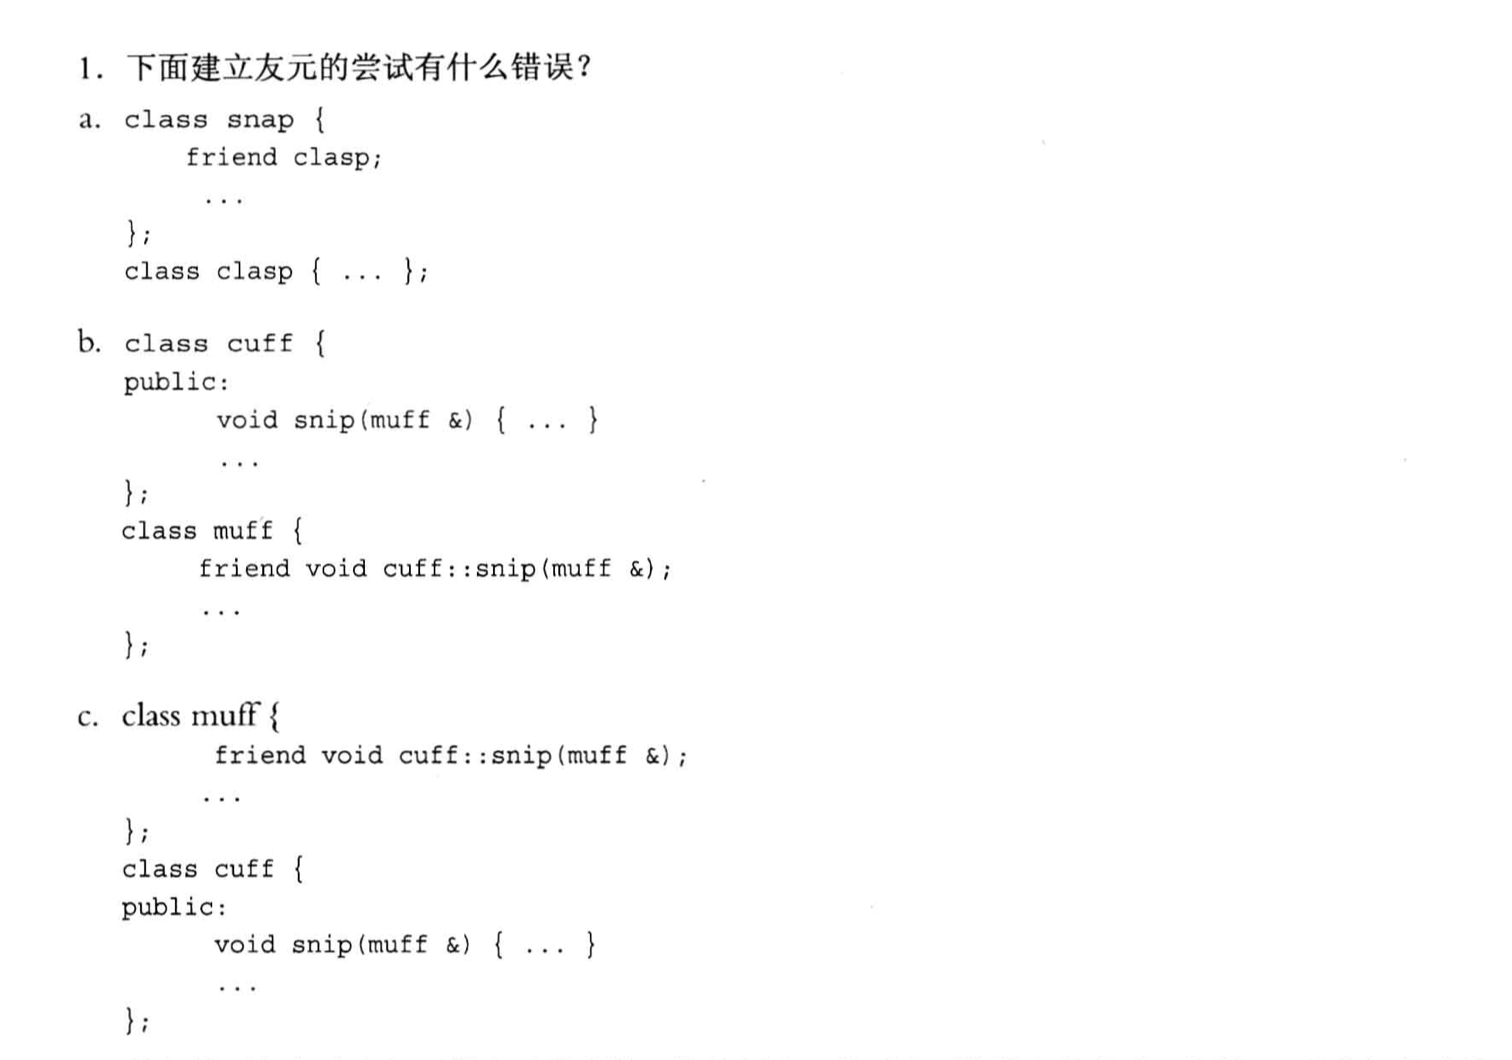 1. 下面建立友元的尝试有什么错误？
a. class snap {
friend clasp;
...
};
class clasp { ... };
b. class cuff {
public:
void snip(muff &) { ... }
...
};
class muff {
friend void cuff::snip(muff &);
...
};
c. class muff {
friend void cuff::snip(muff &);
...
};
class cuff {
public:
void snip(muff &) { ... }
...
};